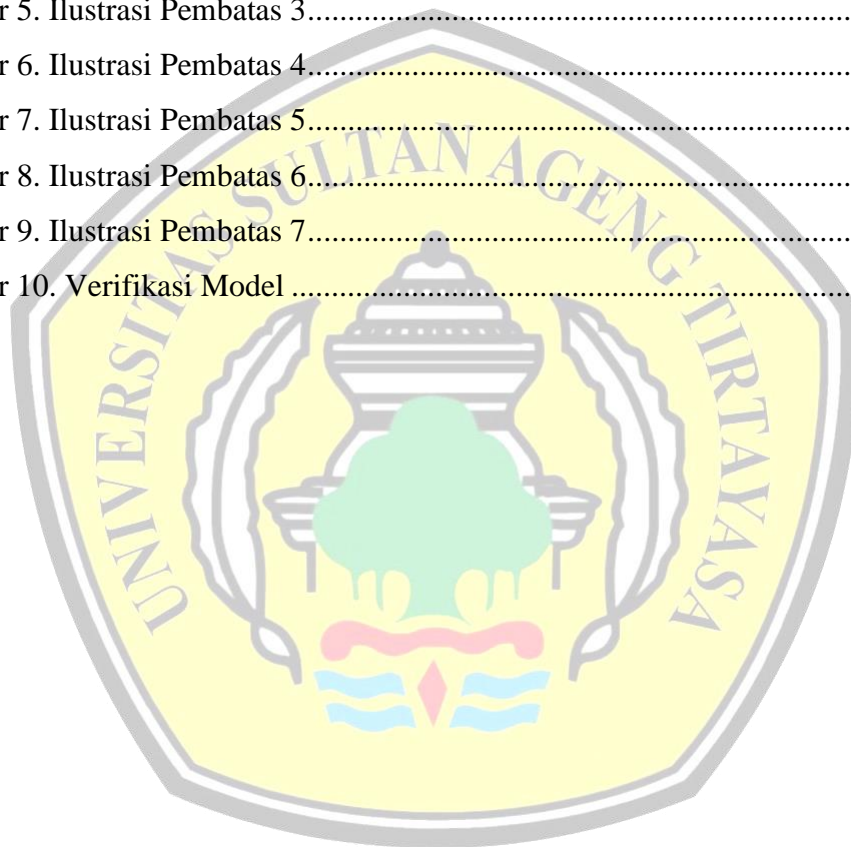 r 5. Ilustrasi Pembatas 3..........................................................................................
r 6. Ilustrasi Pembatas 4..........................................................................................
r 7. Ilustrasi Pembatas 5..........................................................................................
r 8. Ilustrasi Pembatas 6..........................................................................................
r 9. Ilustrasi Pembatas 7..........................................................................................
r 10. Verifikasi Model ............................................................................................
UNIVERSITAS SULTAN AGENG TIRTAYASA